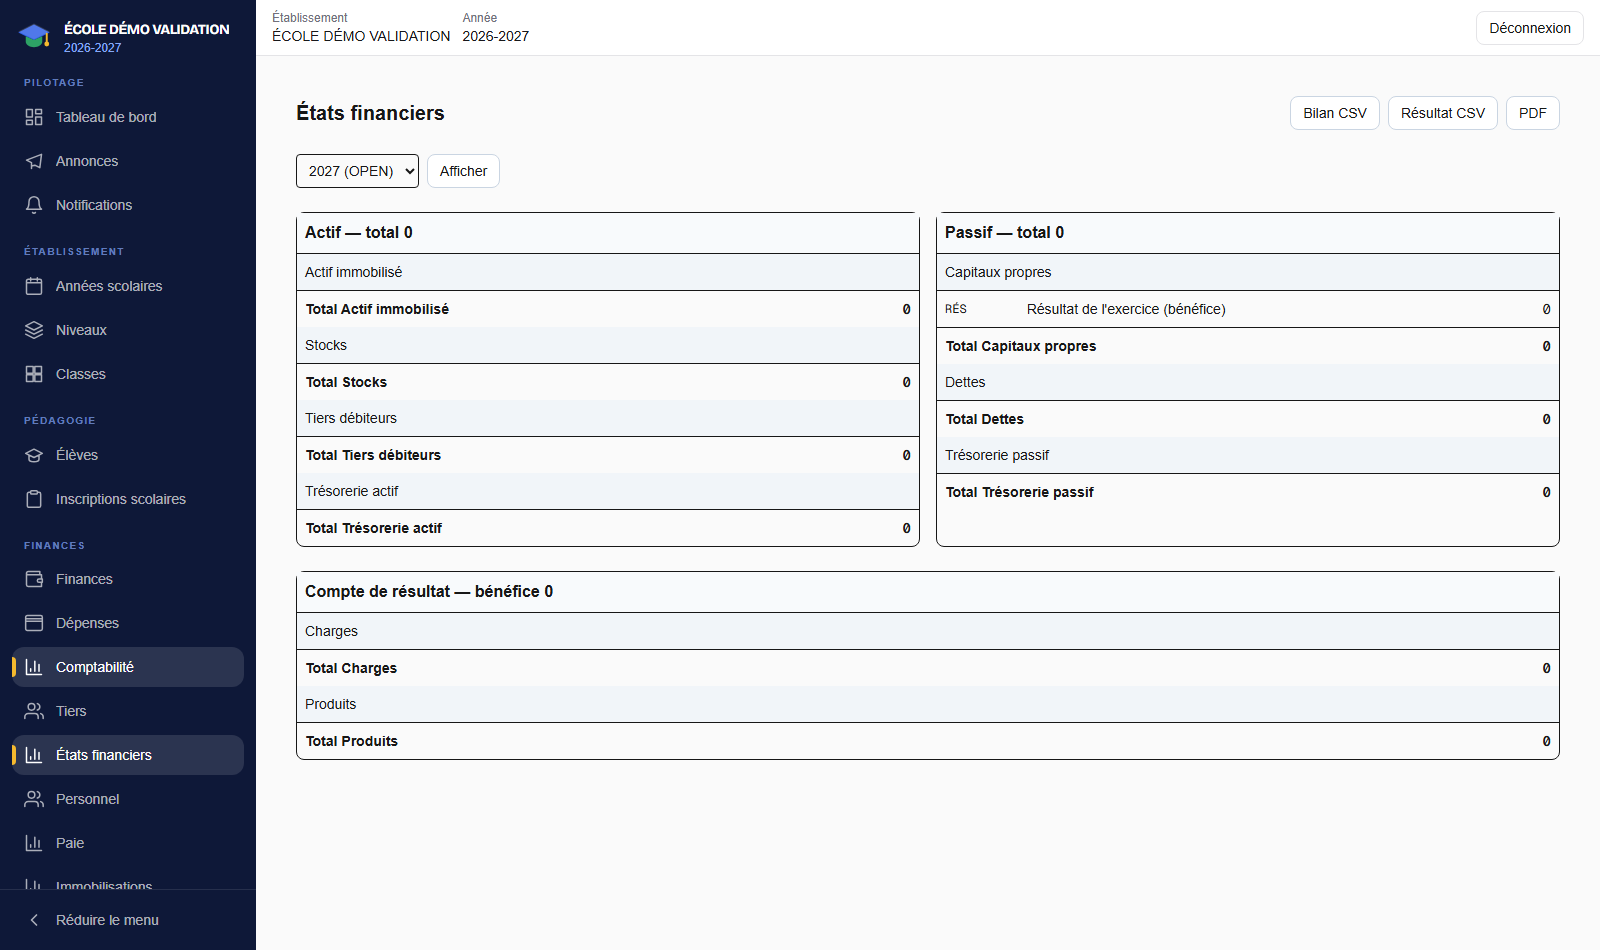 ÉCOLE DÉMO VALIDATION
2026-2027
PILOTAGE
Tableau de bord
Annonces
Notifications
ÉTABLISSEMENT
Années scolaires
Niveaux
Classes
PÉDAGOGIE
Élèves
Inscriptions scolaires
FINANCES
Finances
Dépenses
Comptabilité
Tiers
États financiers
Personnel
Paie
Immobilisations
Réduire le menu
Établissement
ÉCOLE DÉMO VALIDATION
Année
2026-2027
Déconnexion
États financiers
Bilan CSV
Résultat CSV
PDF
2027 (OPEN)
Afficher
Actif — total 0
Actif immobilisé
Total Actif immobilisé 0
Stocks
Total Stocks 0
Tiers débiteurs
Total Tiers débiteurs 0
Trésorerie actif
Total Trésorerie actif 0
Passif — total 0
Capitaux propres
RÉS Résultat de l'exercice (bénéfice) 0
Total Capitaux propres 0
Dettes
Total Dettes 0
Trésorerie passif
Total Trésorerie passif 0
Compte de résultat — bénéfice 0
Charges
Total Charges 0
Produits
Total Produits 0